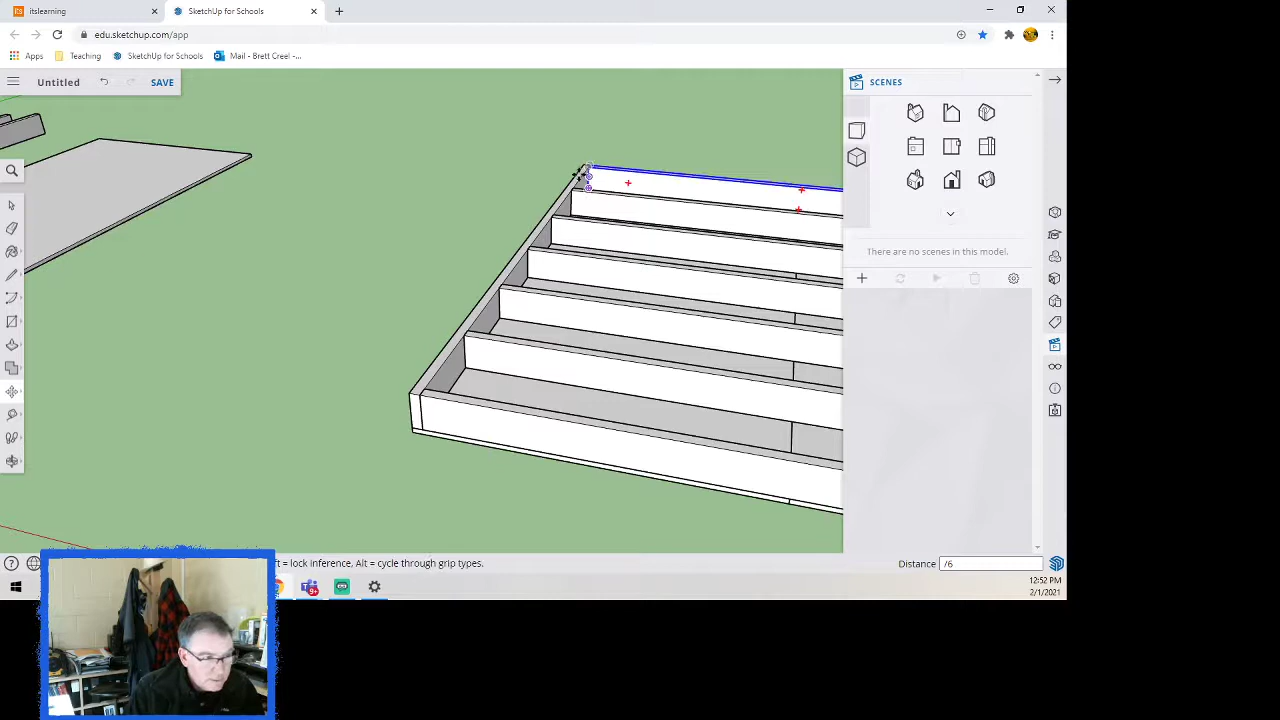 its itslearning
SketchUp for Schools
edu.sketchup.com/app
Apps Teaching SketchUp for Schools Mail - Brett Creel -...
Untitled SAVE
SCENES
There are no scenes in this model.
= lock inference, Alt = cycle through grip types.
Distance /6
9+
12:52 PM
2/1/2021